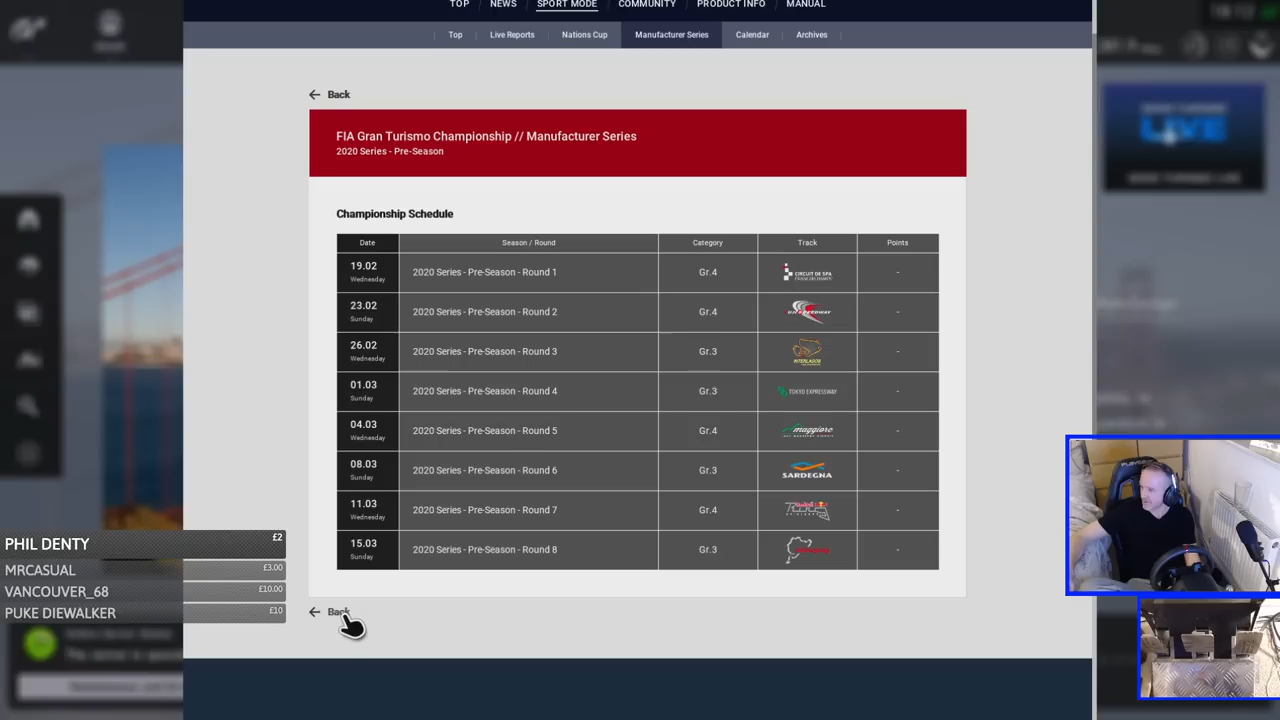 TOP NEWS SPORT MODE COMMUNITY PRODUCT INFO MANUAL
Top Live Reports Nations Cup Manufacturer Series Calendar Archives
Back
FIA Gran Turismo Championship // Manufacturer Series
2020 Series - Pre-Season
Championship Schedule
Date Season / Round Category Track Points
19.02 Wednesday 2020 Series - Pre-Season - Round 1 Gr.4 CIRCUIT DE SPA -
23.02 Sunday 2020 Series - Pre-Season - Round 2 Gr.4 -
26.02 Wednesday 2020 Series - Pre-Season - Round 3 Gr.3 INTERLAGOS -
01.03 Sunday 2020 Series - Pre-Season - Round 4 Gr.3 TOKYO EXPRESSWAY -
04.03 Wednesday 2020 Series - Pre-Season - Round 5 Gr.4 Maggiore -
08.03 Sunday 2020 Series - Pre-Season - Round 6 Gr.3 SARDEGNA -
11.03 Wednesday 2020 Series - Pre-Season - Round 7 Gr.4 Red Bull -
15.03 Sunday 2020 Series - Pre-Season - Round 8 Gr.3 -
Back
PHIL DENTY £2
MRCASUAL £3.00
VANCOUVER_68 £10.00
PUKE DIEWALKER £10
LIVE